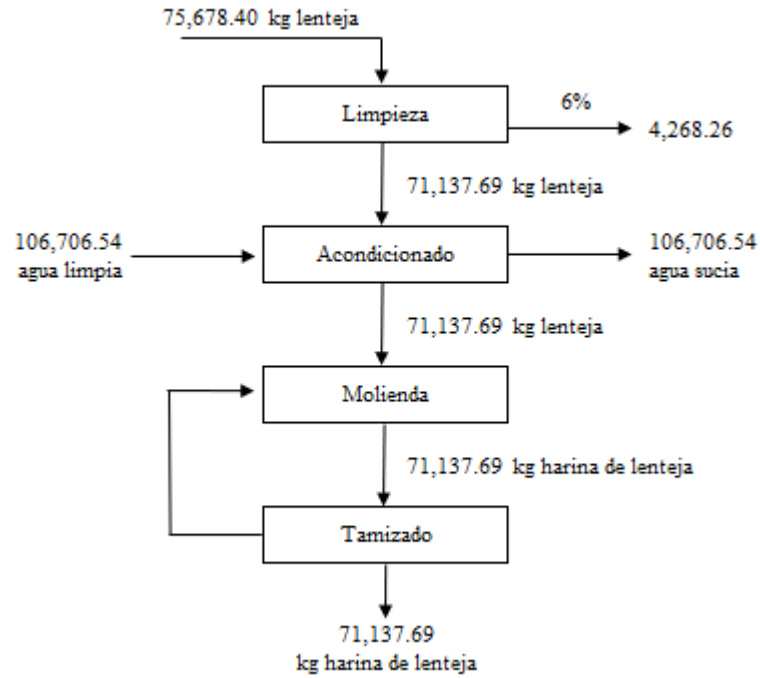 75,678.40 kg lenteja
Limpieza
6%
4,268.26
71,137.69 kg lenteja
106,706.54
agua limpia
Acondicionado
106,706.54
agua sucia
71,137.69 kg lenteja
Molienda
71,137.69 kg harina de lenteja
Tamizado
71,137.69
kg harina de lenteja